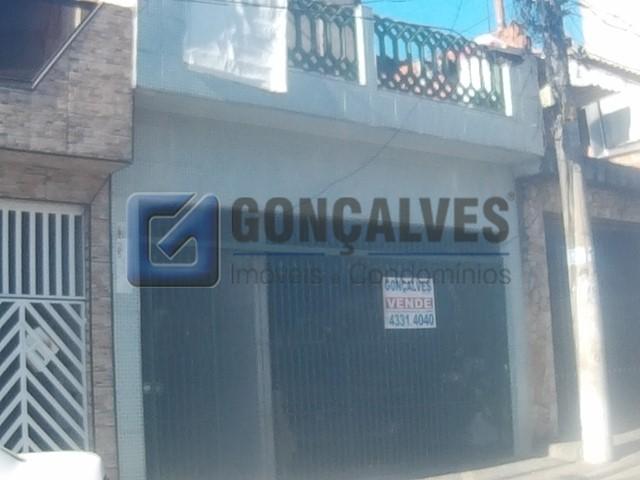 GONÇALVES®
Imóveis e Condomínios
GONÇALVES
VENDE
4331.4040